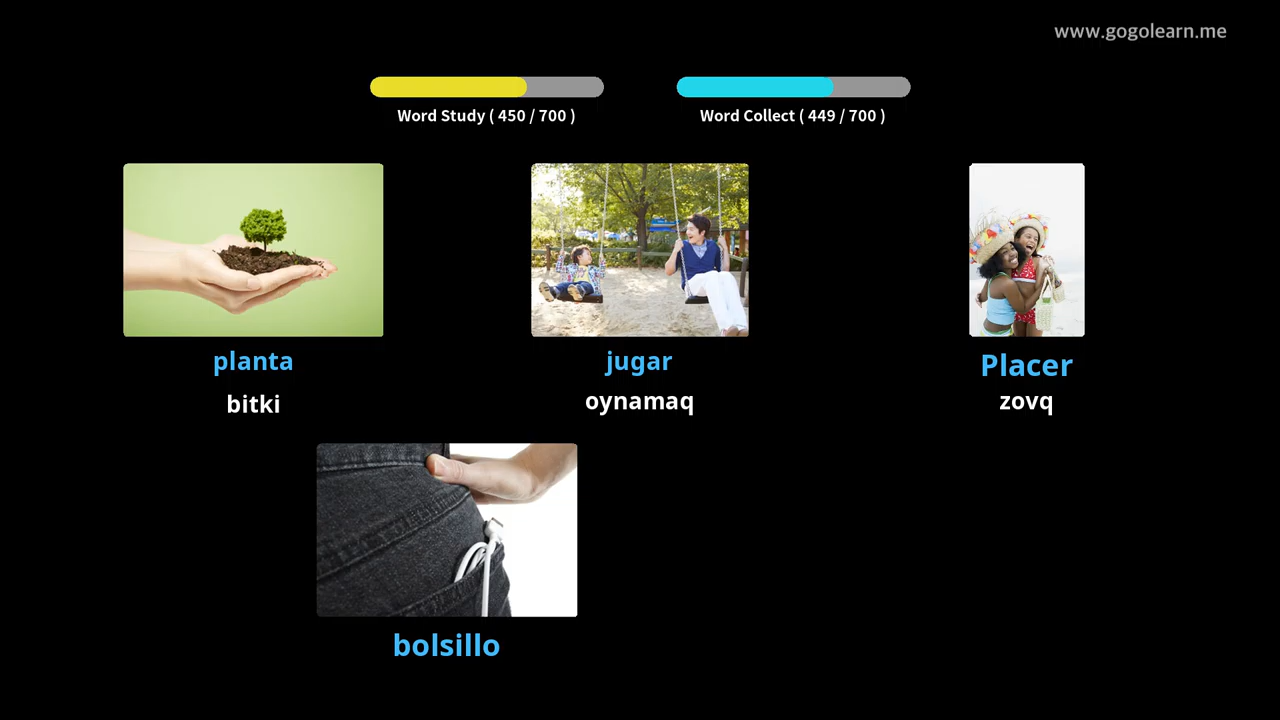 www.gogolearn.me
Word Study ( 450 / 700 )
Word Collect ( 449 / 700 )
planta
jugar
Placer
bitki
oynamaq
zovq
bolsillo